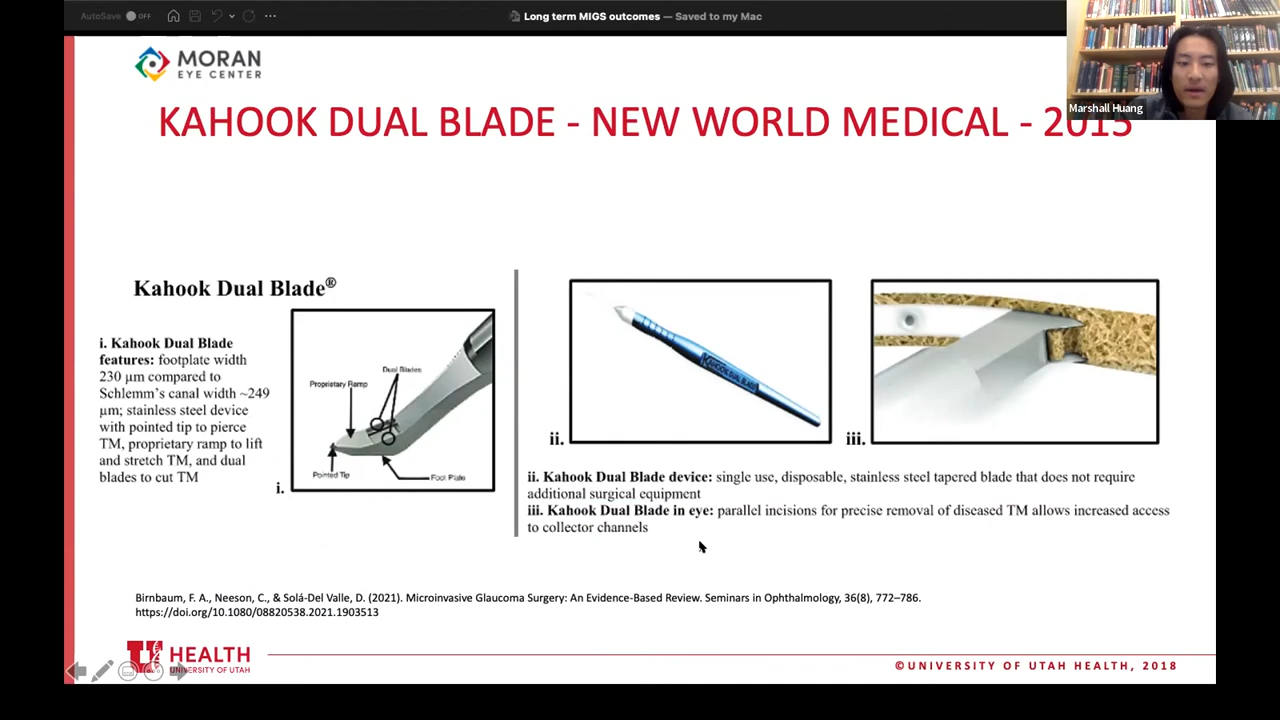 AutoSave OFF
Long term MIGS outcomes — Saved to my Mac
Marshall Huang
MORAN
EYE CENTER
KAHOOK DUAL BLADE - NEW WORLD MEDICAL - 2015
Kahook Dual Blade®
i. Kahook Dual Blade
features: footplate width
230 µm compared to
Schlemm's canal width ~249
µm; stainless steel device
with pointed tip to pierce
TM, proprietary ramp to lift
and stretch TM, and dual
blades to cut TM
Dual Blades
Proprietary Ramp
Pointed Tip
Foot Plate
i.
KAHOOK DUAL BLADE
ii.
iii.
ii. Kahook Dual Blade device: single use, disposable, stainless steel tapered blade that does not require
additional surgical equipment
iii. Kahook Dual Blade in eye: parallel incisions for precise removal of diseased TM allows increased access
to collector channels
Birnbaum, F. A., Neeson, C., & Solá-Del Valle, D. (2021). Microinvasive Glaucoma Surgery: An Evidence-Based Review. Seminars in Ophthalmology, 36(8), 772–786.
https://doi.org/10.1080/08820538.2021.1903513
U HEALTH
UNIVERSITY OF UTAH
©UNIVERSITY OF UTAH HEALTH, 2018